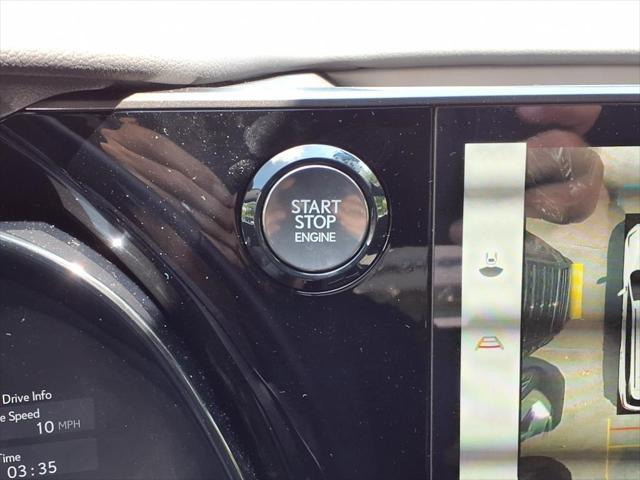 START
STOP
ENGINE
Drive Info
Speed
10 MPH
Time
03:35